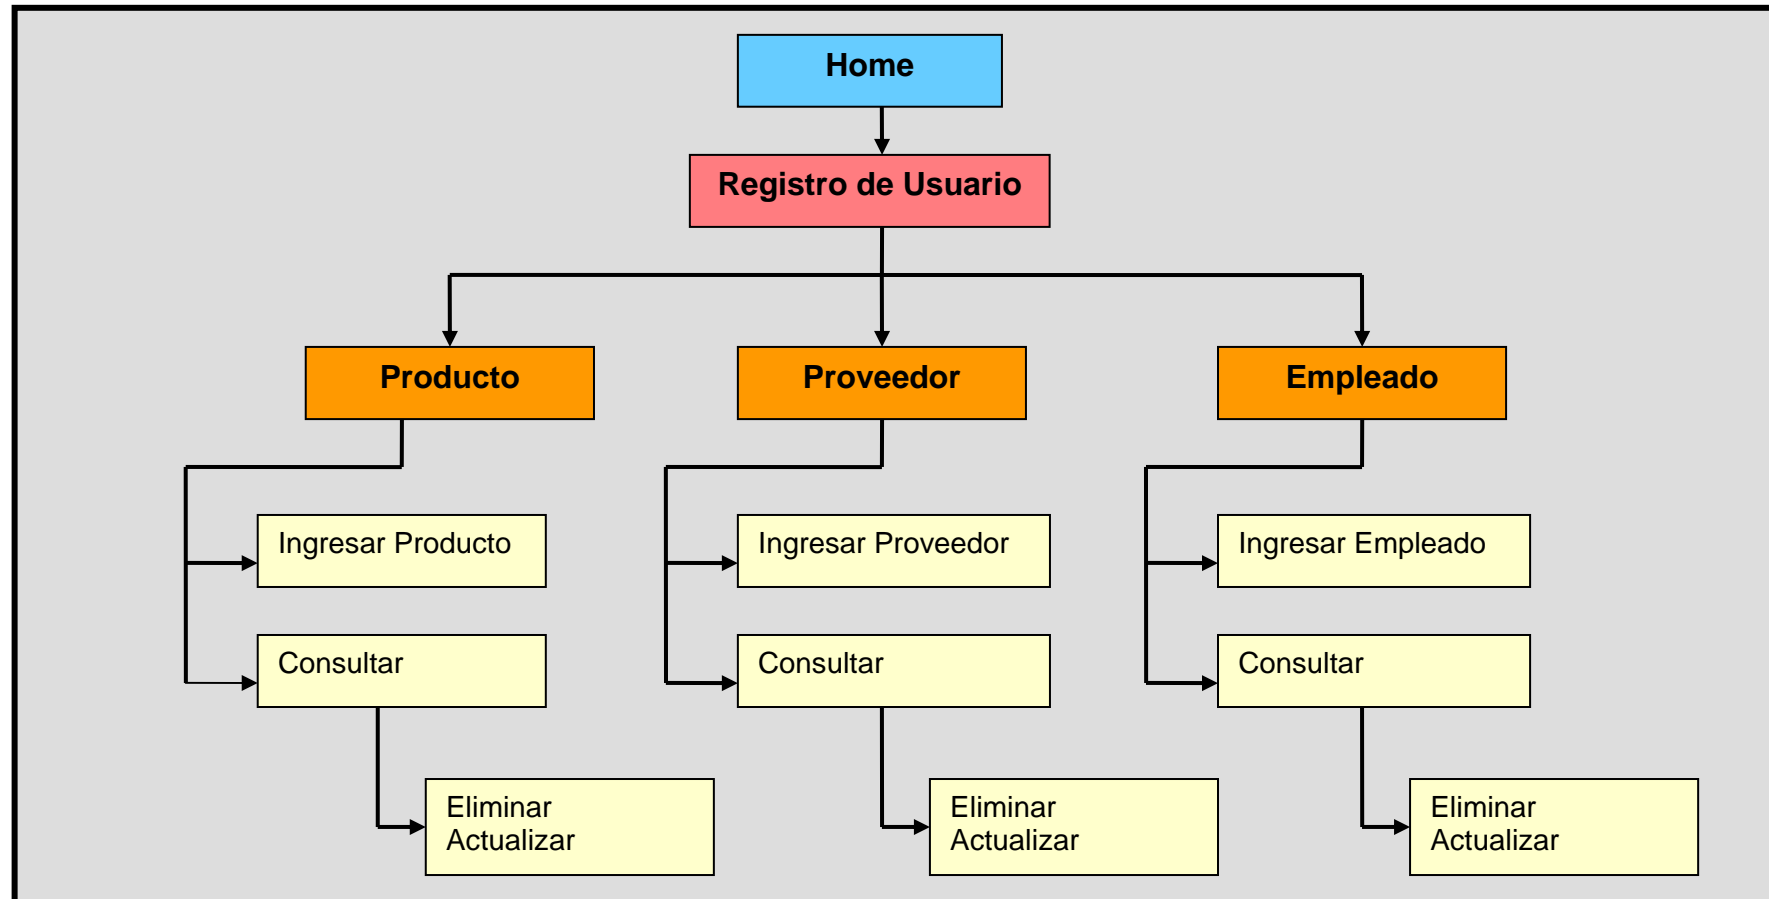 Home
Registro de Usuario
Producto
Proveedor
Empleado
Ingresar Producto
Ingresar Proveedor
Ingresar Empleado
Consultar
Consultar
Consultar
Eliminar
Actualizar
Eliminar
Actualizar
Eliminar
Actualizar